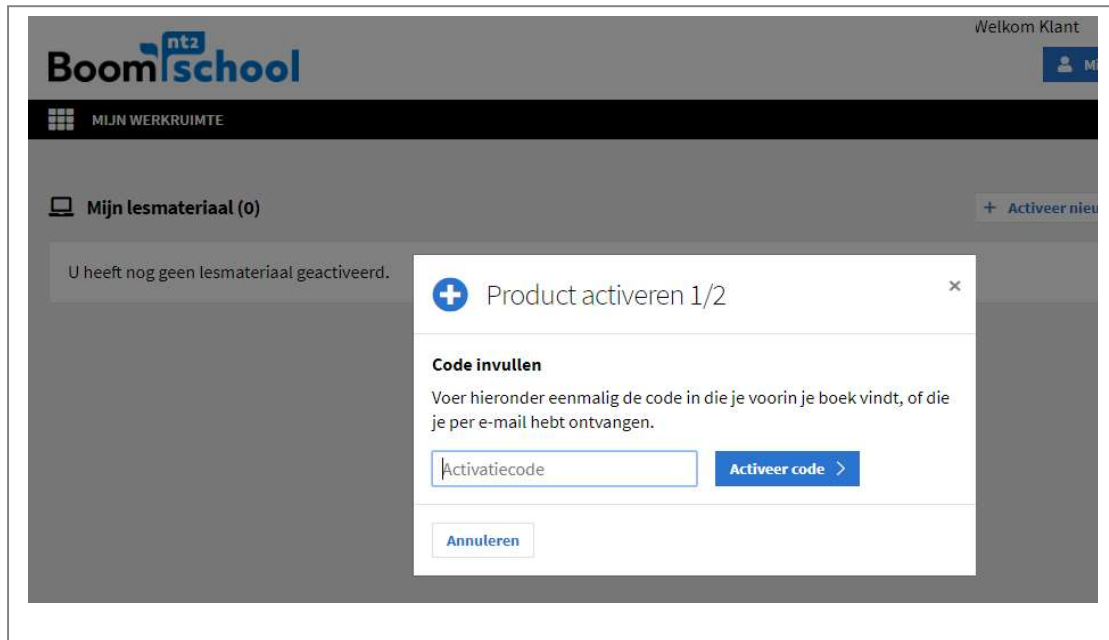 Welkom Klant
nt2
Boom school
MIJN WERKRUIMTE
Mijn lesmateriaal (0)
+ Activeer
U heeft nog geen lesmateriaal geactiveerd.
Product activeren 1/2
×
Code invullen
Voer hieronder eenmalig de code in die je voorin je boek vindt, of die
je per e-mail hebt ontvangen.
Activatiecode
Activeer code >
Annuleren